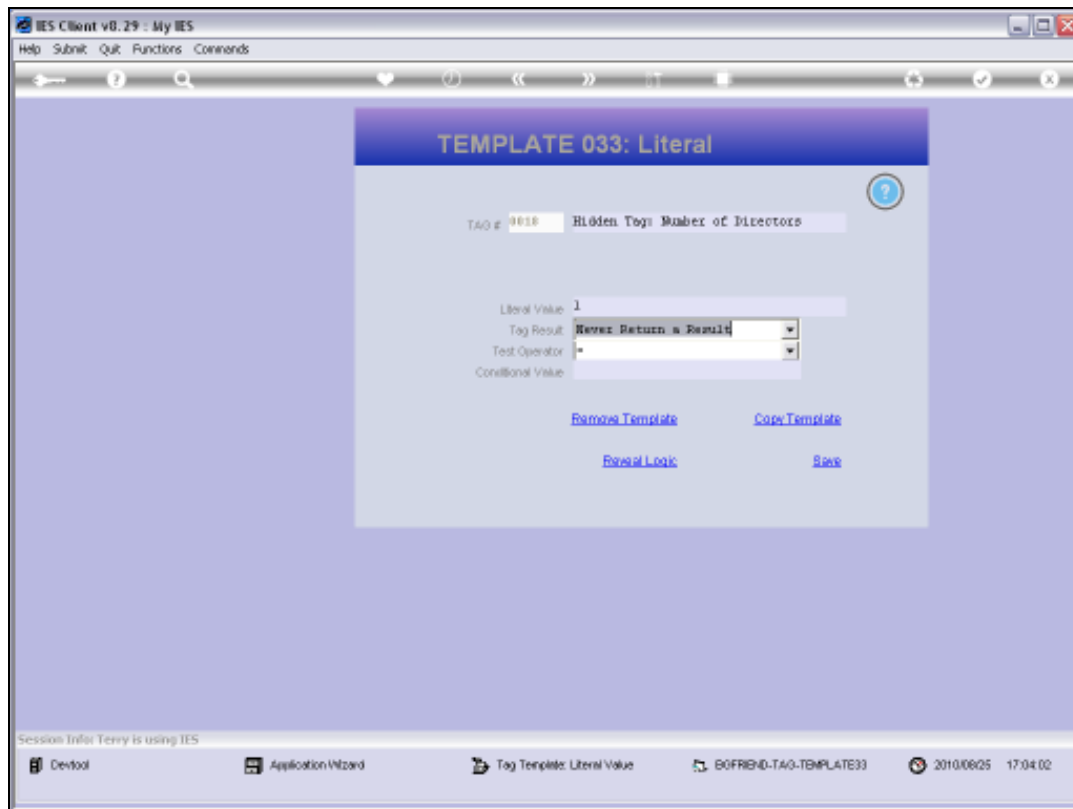 IES Client v8.29 : My IES
Help Submit Quit Functions Commands
TEMPLATE 033: Literal
TAG # 0018 Hidden Tag: Number of Directors
Literal Value 1
Tag Result Never Return a Result
Test Operator =
Conditional Value
Remove Template Copy Template
Reveal Logic Save
Session Info: Terry is using IES
Devtool Application Wizard Tag Template: Literal Value BOFRIEND-TAG-TEMPLATE33 2010/08/25 17:04:02